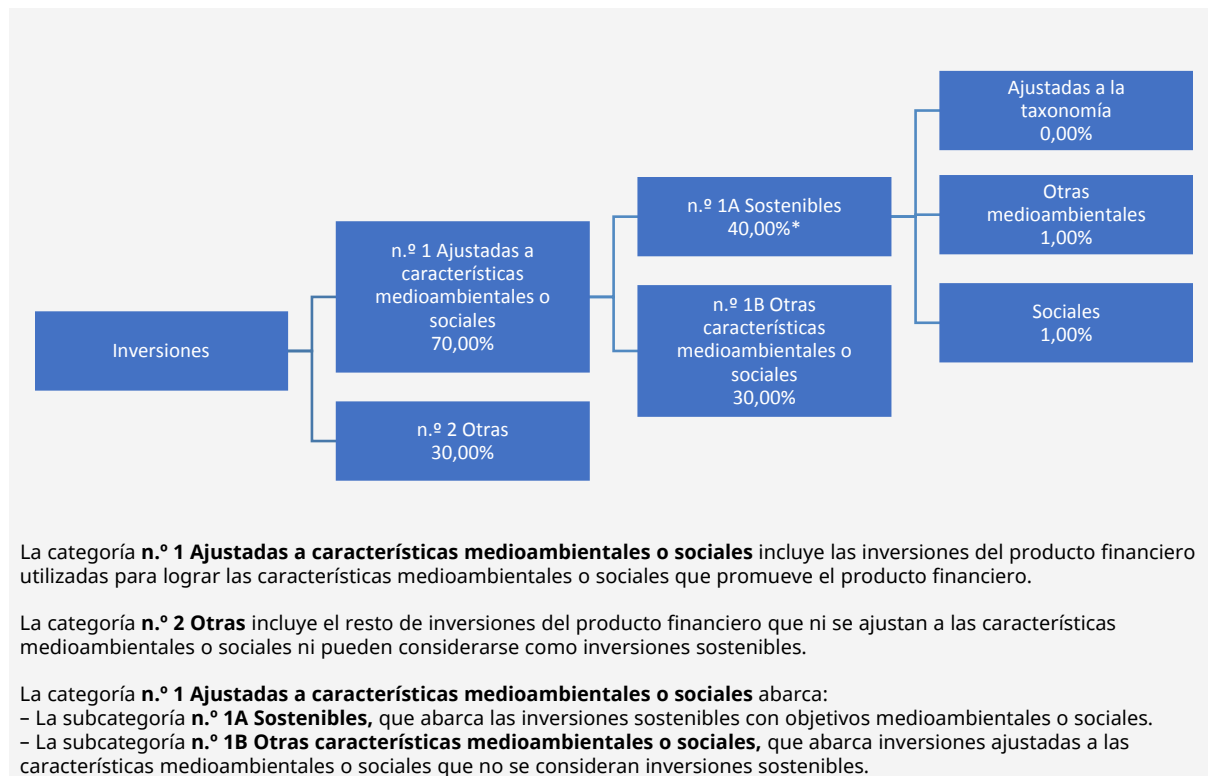 Inversiones
n.º 1 Ajustadas a
características
medioambientales o
sociales
70,00%
n.º 2 Otras
30,00%
n.º 1A Sostenibles
40,00%*
n.º 1B Otras
características
medioambientales o
sociales
30,00%
Ajustadas a la
taxonomía
0,00%
Otras
medioambientales
1,00%
Sociales
1,00%
La categoría n.º 1 Ajustadas a características medioambientales o sociales incluye las inversiones del producto financiero
utilizadas para lograr las características medioambientales o sociales que promueve el producto financiero.
La categoría n.º 2 Otras incluye el resto de inversiones del producto financiero que ni se ajustan a las características
medioambientales o sociales ni pueden considerarse como inversiones sostenibles.
La categoría n.º 1 Ajustadas a características medioambientales o sociales abarca:
– La subcategoría n.º 1A Sostenibles, que abarca las inversiones sostenibles con objetivos medioambientales o sociales.
– La subcategoría n.º 1B Otras características medioambientales o sociales, que abarca inversiones ajustadas a las
características medioambientales o sociales que no se consideran inversiones sostenibles.